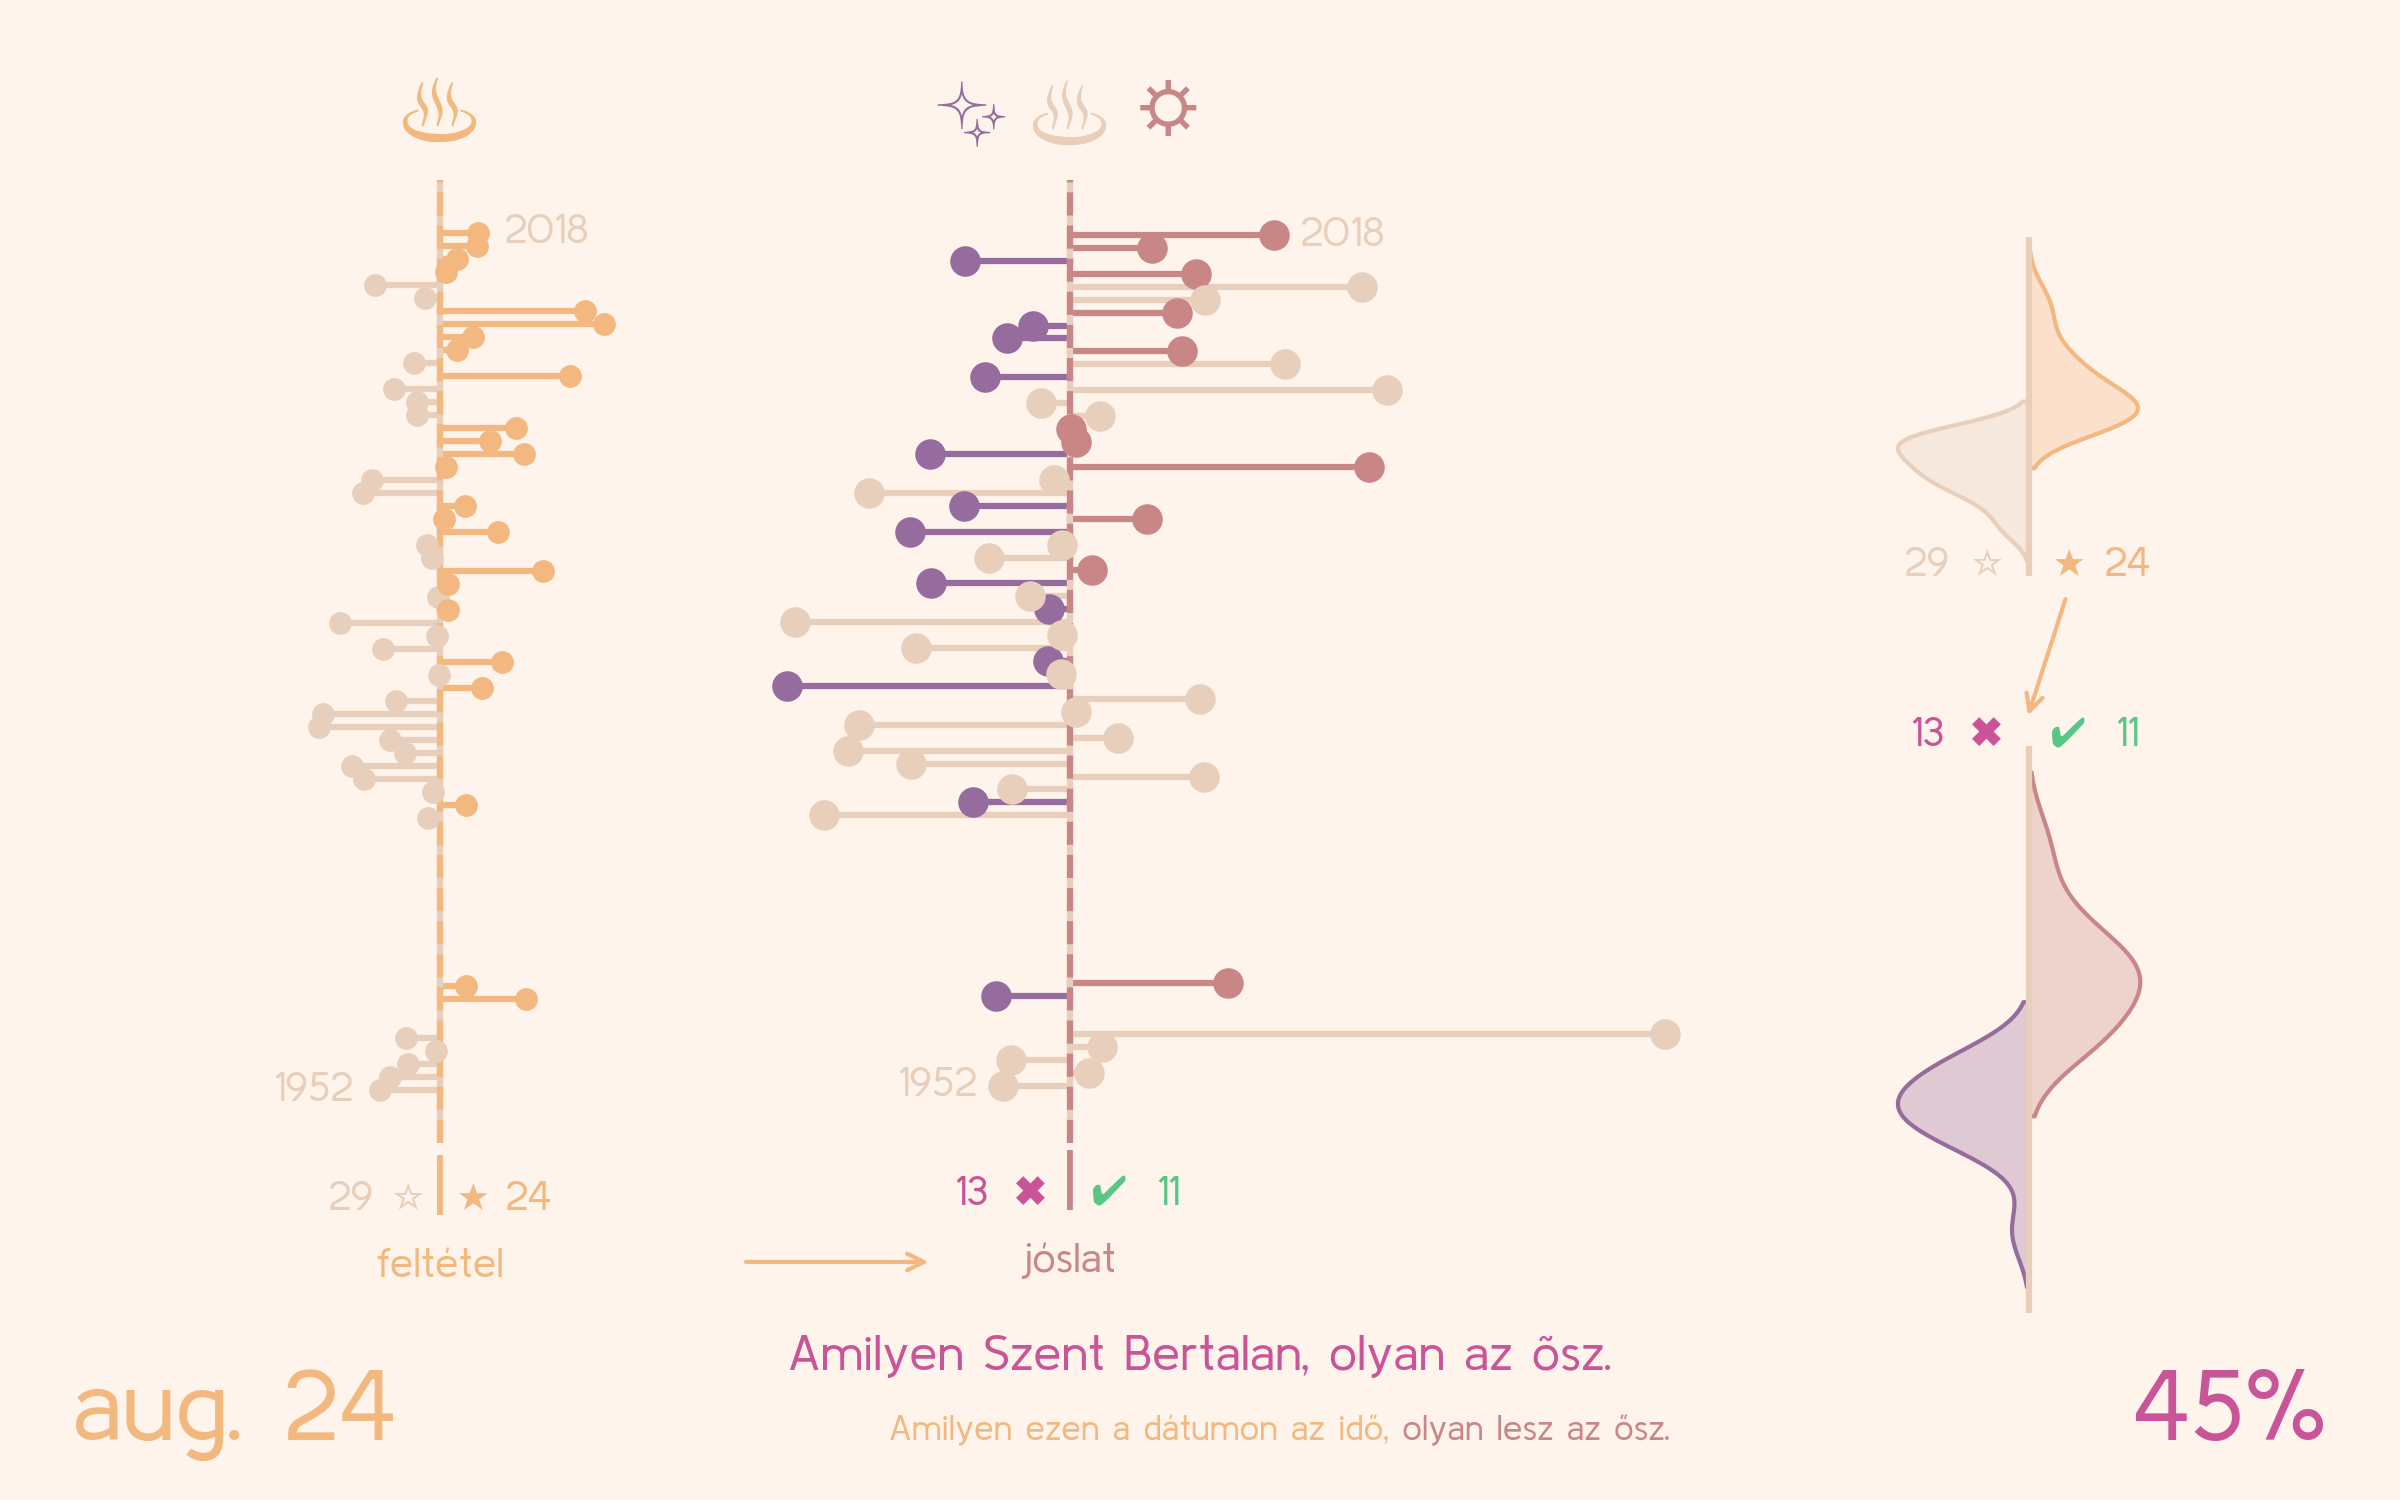 2018
2018
29 ☆ ★ 24
13 ✖ ✔ 11
1952
1952
29 ☆ ★ 24
13 ✖ ✔ 11
feltétel
jóslat
Amilyen Szent Bertalan, olyan az õsz.
aug. 24
45%
Amilyen ezen a dátumon az idő, olyan lesz az ősz.